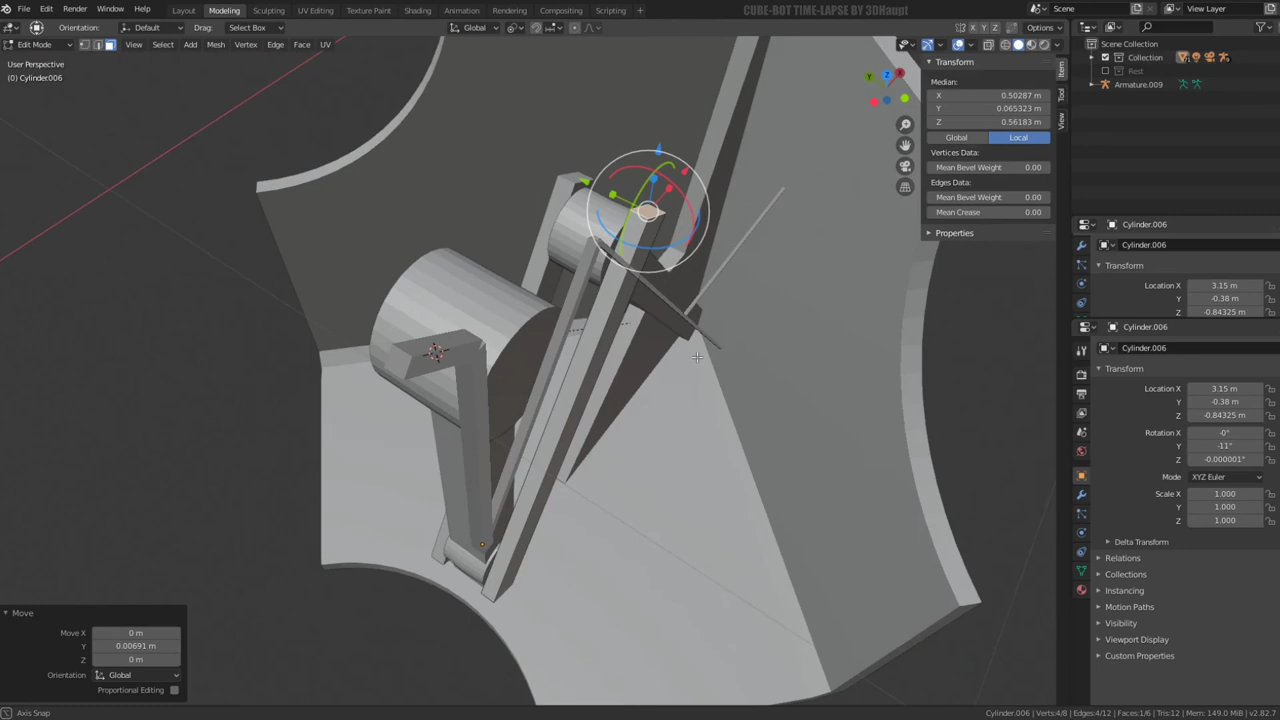 File Edit Render Window Help Layout Modeling Sculpting UV Editing Texture Paint Shading Animation Rendering Compositing Scripting CUBE-BOT TIME-LAPSE BY 3DHaupt Scene View Layer
Orientation: Default Drag: Select Box Global X Y Z Options
Edit Mode View Select Add Mesh Vertex Edge Face UV
User Perspective
(0) Cylinder006
Transform
Median:
X 0.50287 m
Y 0.065323 m
Z 0.56183 m
Global Local
Vertices Data:
Mean Bevel Weight 0.00
Edges Data:
Mean Bevel Weight 0.00
Mean Crease 0.00
Properties
Item
Tool
View
Scene Collection
Collection
Rest
Armature.009
Cylinder.006
Cylinder.006
Transform
Location X 3.15 m
Y -0.38 m
Z -0.84325 m
Cylinder.006
Cylinder.006
Transform
Location X 3.15 m
Y -0.38 m
Z -0.84325 m
Rotation X -0°
Y -11°
Z -0.000001°
Mode XYZ Euler
Scale X 1.000
Y 1.000
Z 1.000
Delta Transform
Relations
Collections
Instancing
Motion Paths
Visibility
Viewport Display
Custom Properties
Move
Move X 0 m
Y 0.00691 m
Z 0 m
Orientation Global
Proportional Editing
Axis Snap
Cylinder.006 | Verts:4/8 | Edges:4/12 | Faces:1/6 | Tris:12 | Mem: 149.0 MiB | v2.82.7